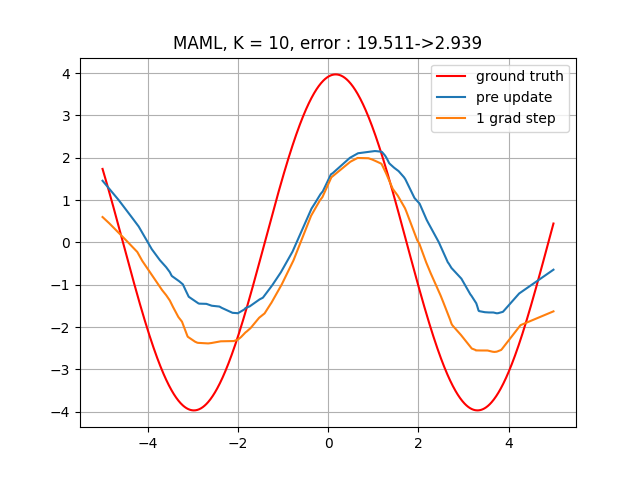 MAML, K = 10, error : 19.511->2.939
ground truth
pre update
1 grad step
4
3
2
1
0
−1
−2
−3
−4
−4 −2 0 2 4